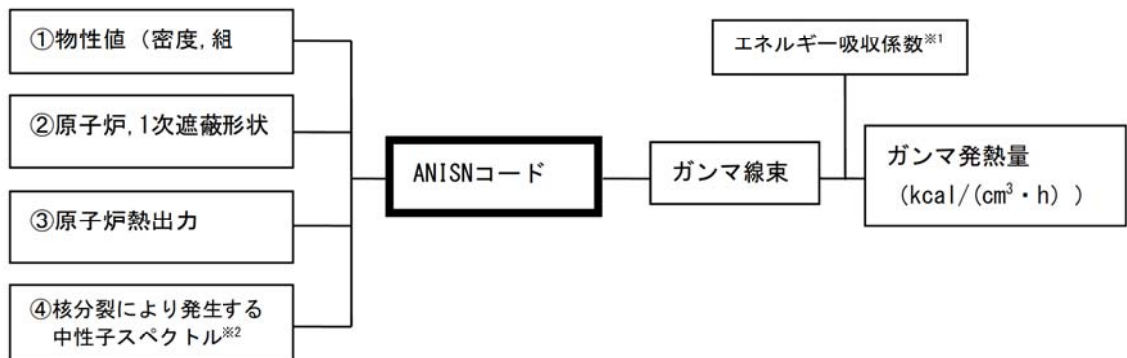 ①物性値（密度,組
②原子炉,1次遮蔽形状
③原子炉熱出力
④核分裂により発生する
中性子スペクトル※2
ANISNコード
ガンマ線束
エネルギー吸収係数※1
ガンマ発熱量
（kcal/(cm³・h)）